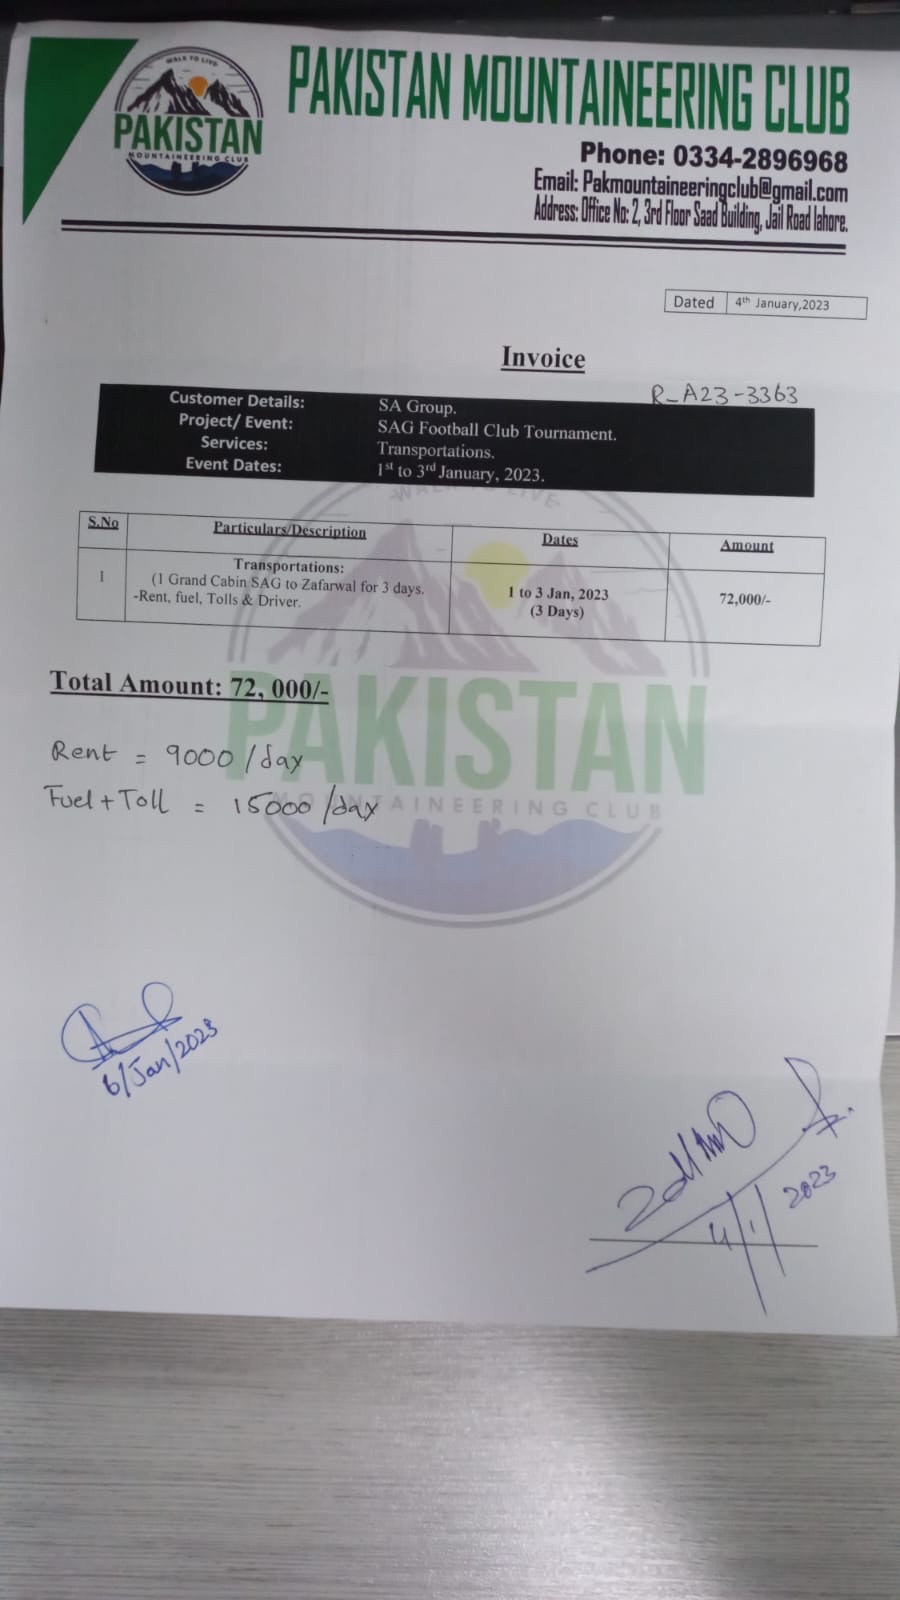 WALK TO LIVE
PAKISTAN
MOUNTAINEERING CLUB
PAKISTAN MOUNTAINEERING CLUB
Phone: 0334-2896968
Email: Pakmountaineeringclub@gmail.com
Address: Office No: 2, 3rd Floor Saad Building, Jail Road lahore.
Dated 4th January,2023
Invoice
R_A23-3363
Customer Details: SA Group.
Project/ Event: SAG Football Club Tournament.
Services: Transportations.
Event Dates: 1st to 3rd January, 2023.
WALK TO LIVE
S.No Particulars/Description Dates Amount
1 Transportations:
(1 Grand Cabin SAG to Zafarwal for 3 days.
-Rent, fuel, Tolls & Driver.
1 to 3 Jan, 2023
(3 Days)
72,000/-
Total Amount: 72, 000/-
PAKISTAN
MOUNTAINEERING CLUB
Rent = 9000/day
Fuel+Toll = 15000/day
6/Jan/2023
4/1/2023